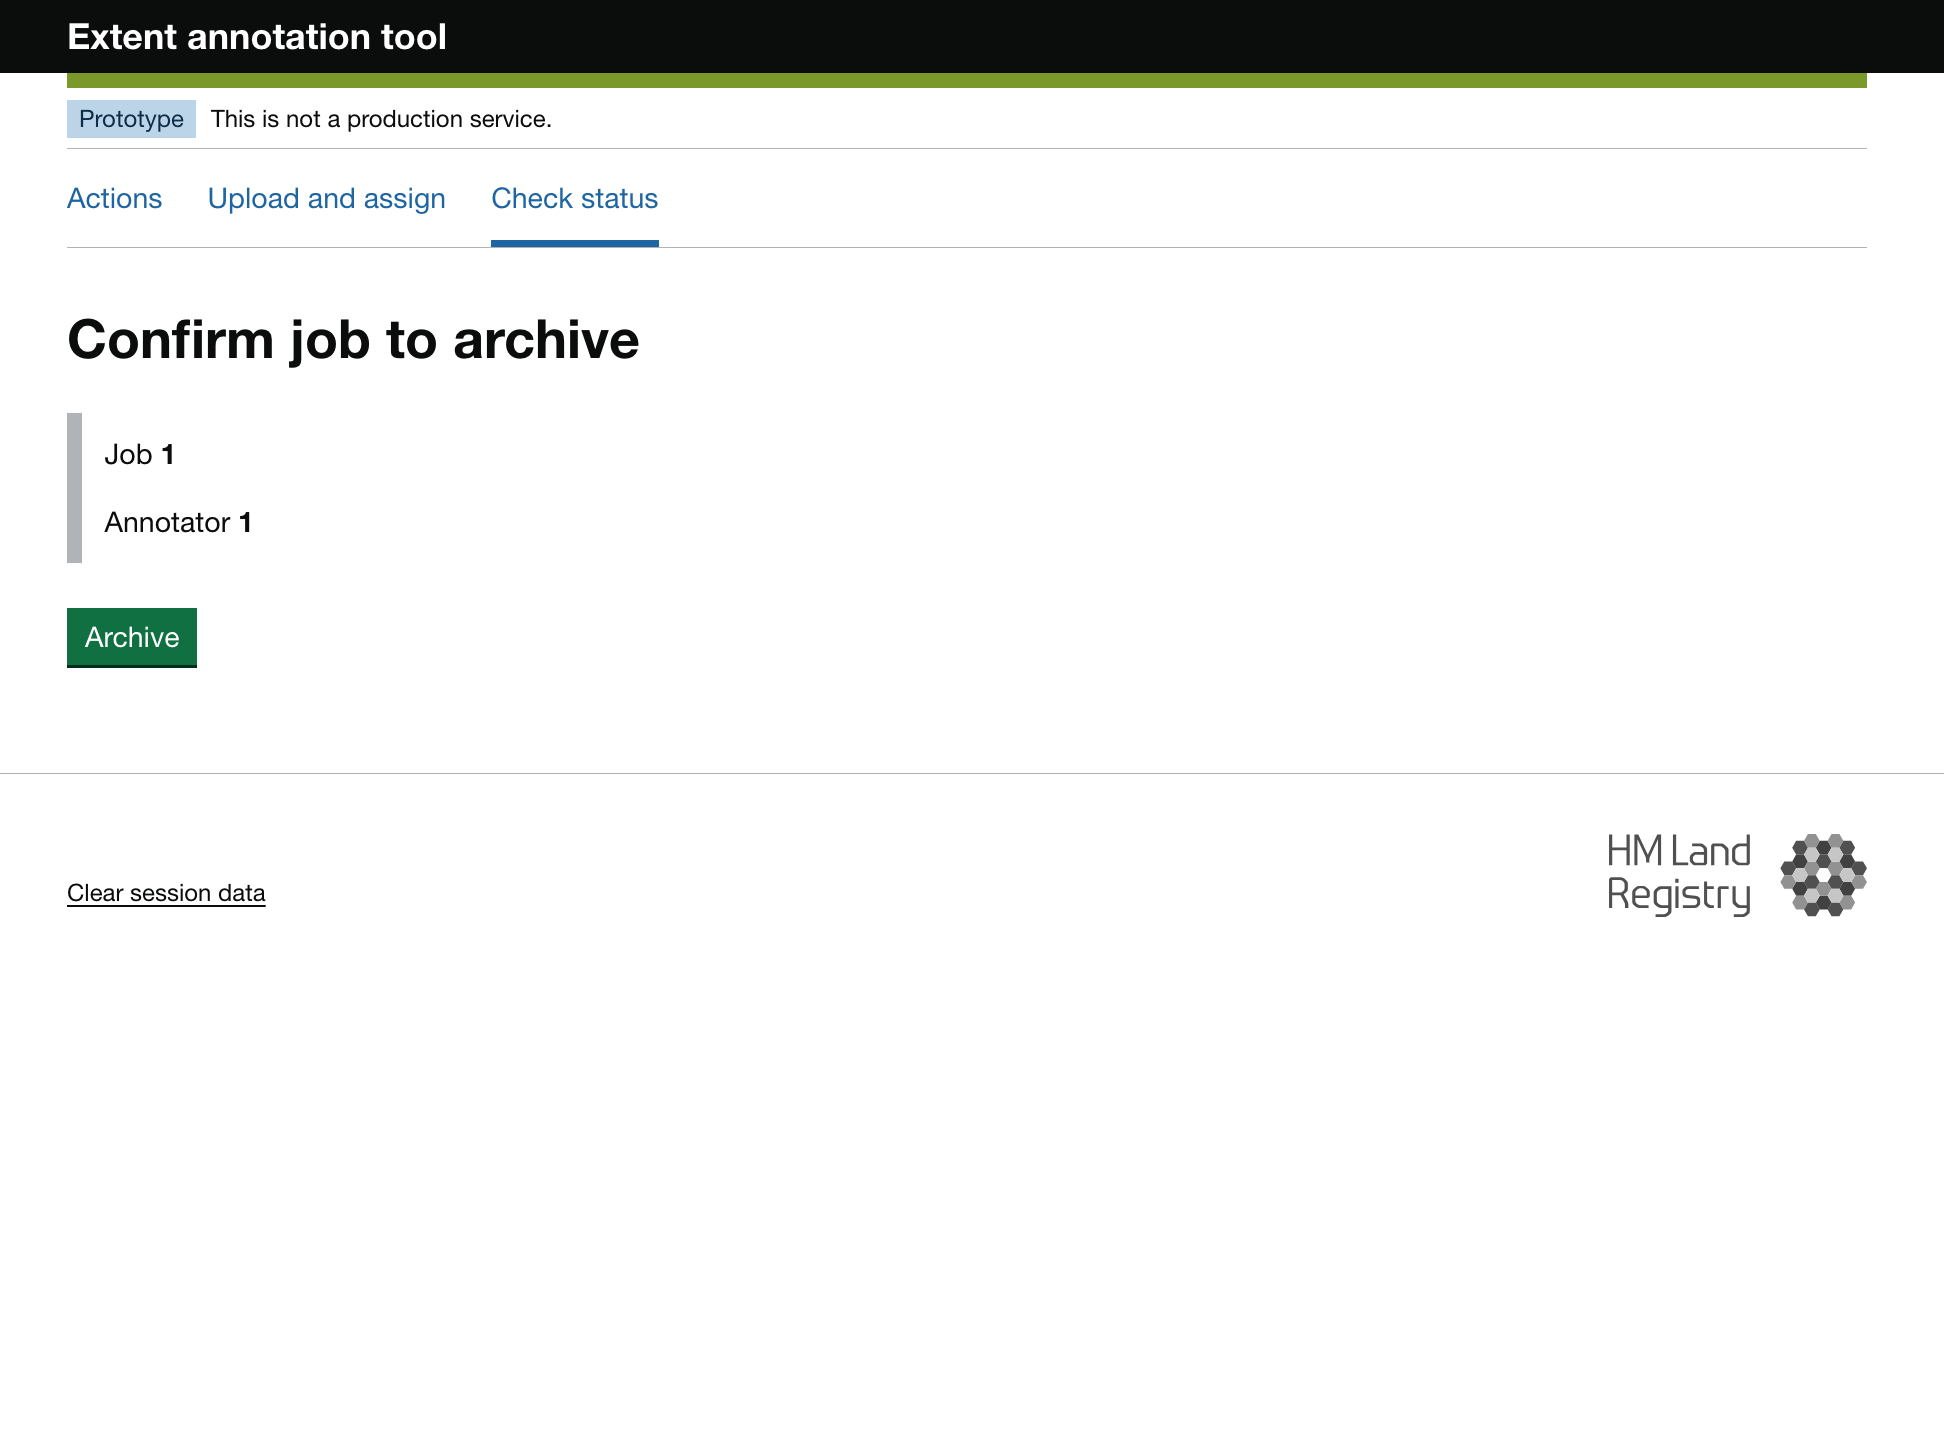 Extent annotation tool
Prototype This is not a production service.
Actions Upload and assign Check status
Confirm job to archive
Job 1
Annotator 1
Archive
Clear session data
HM Land
Registry